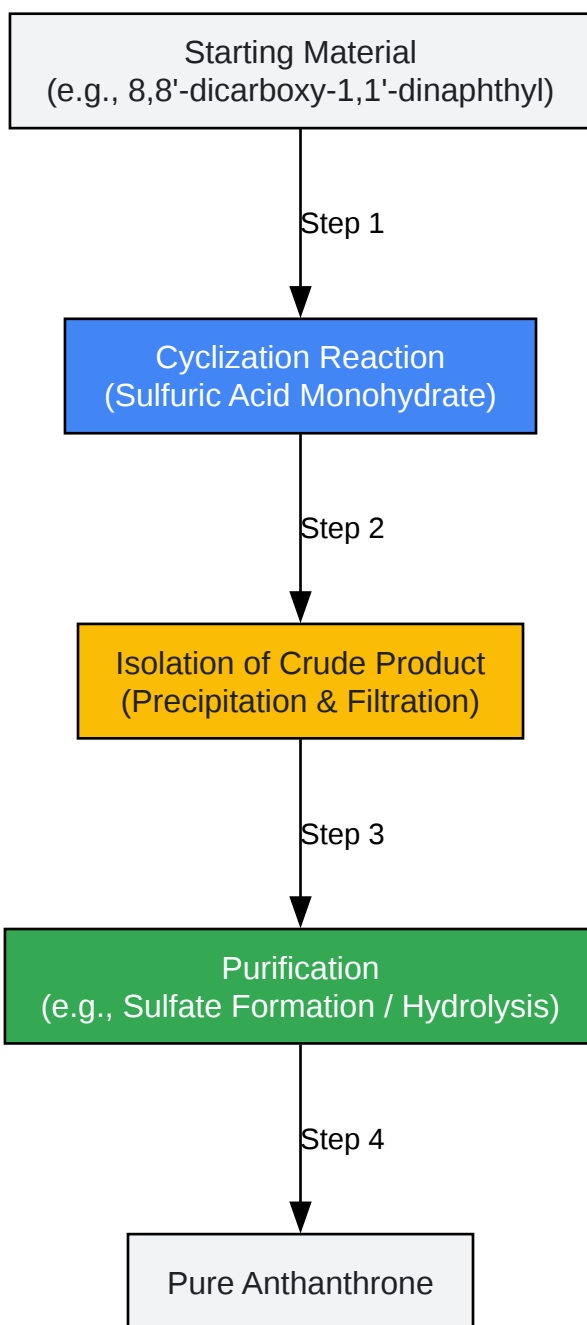 Starting Material
(e.g., 8,8'-dicarboxy-1,1'-dinaphthyl)
Step 1
Cyclization Reaction
(Sulfuric Acid Monohydrate)
Step 2
Isolation of Crude Product
(Precipitation & Filtration)
Step 3
Purification
(e.g., Sulfate Formation / Hydrolysis)
Step 4
Pure Anthanthrone